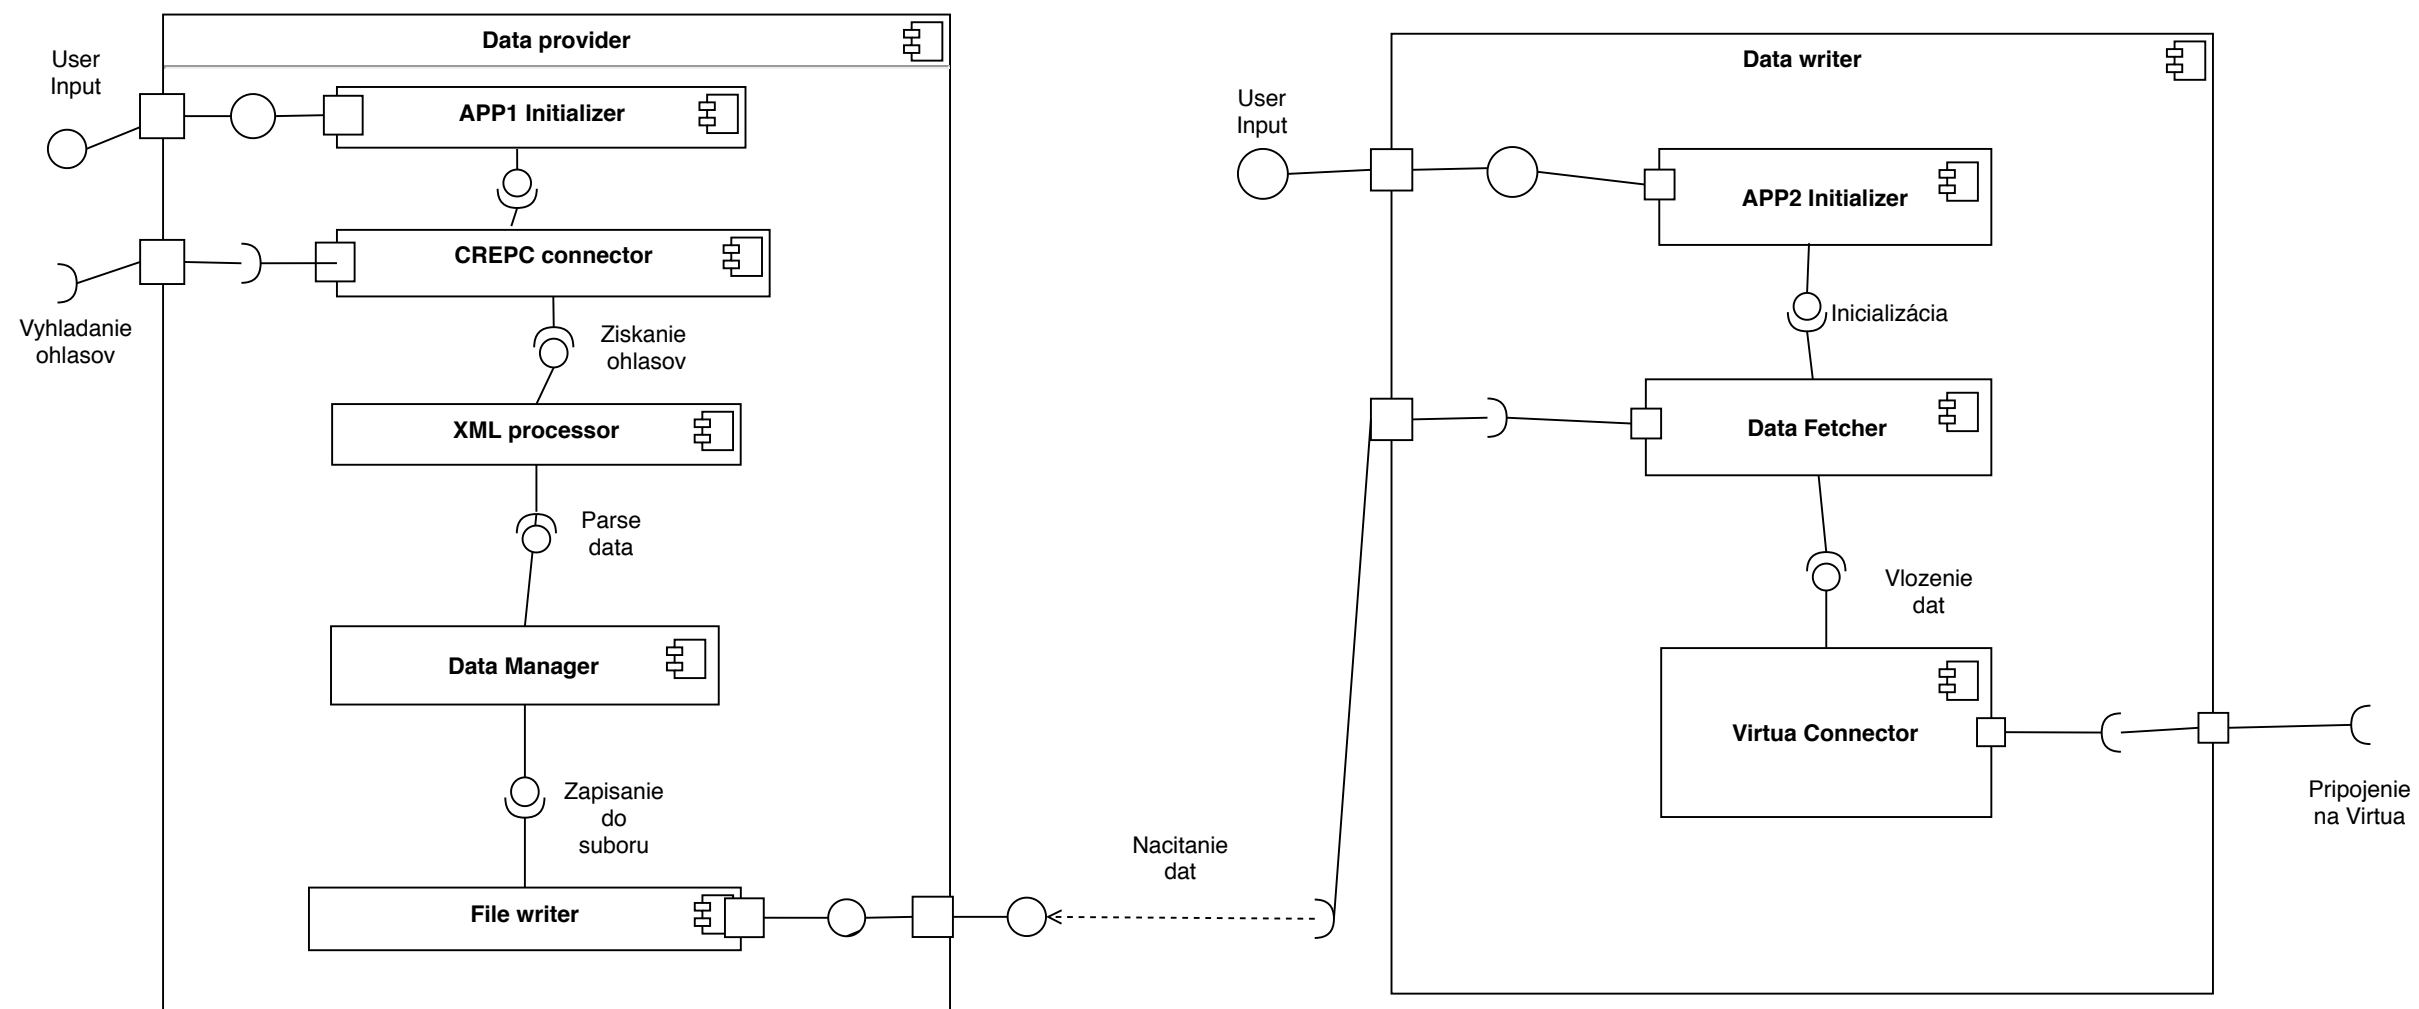 Data provider
User
Input
APP1 Initializer
CREPC connector
Vyhladanie
ohlasov
Ziskanie
ohlasov
XML processor
Parse
data
Data Manager
Zapisanie
do
suboru
File writer
Nacitanie
dat
Data writer
User
Input
APP2 Initializer
Inicializácia
Data Fetcher
Vlozenie
dat
Virtua Connector
Pripojenie
na Virtua